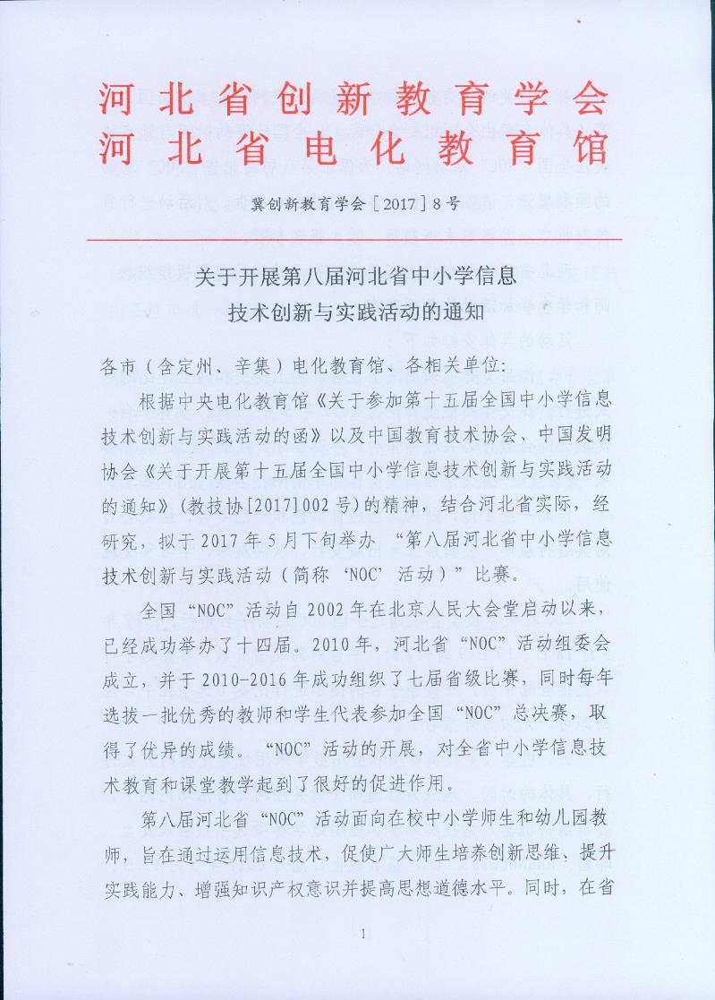 河北省创新教育学会
河北省电化教育馆
冀创新教育学会［2017］8号
关于开展第八届河北省中小学信息
技术创新与实践活动的通知
各市（含定州、辛集）电化教育馆、各相关单位：
根据中央电化教育馆《关于参加第十五届全国中小学信息
技术创新与实践活动的函》以及中国教育技术协会、中国发明
协会《关于开展第十五届全国中小学信息技术创新与实践活动
的通知》(教技协[2017]002号)的精神，结合河北省实际，经
研究，拟于2017年5月下旬举办 “第八届河北省中小学信息
技术创新与实践活动（简称 ‘NOC’ 活动）” 比赛。
全国 “NOC” 活动自2002年在北京人民大会堂启动以来，
已经成功举办了十四届。2010年，河北省 “NOC” 活动组委会
成立，并于2010-2016年成功组织了七届省级比赛，同时每年
选拔一批优秀的教师和学生代表参加全国 “NOC” 总决赛，取
得了优异的成绩。 “NOC” 活动的开展，对全省中小学信息技
术教育和课堂教学起到了很好的促进作用。
第八届河北省 “NOC” 活动面向在校中小学师生和幼儿园教
师，旨在通过运用信息技术，促使广大师生培养创新思维、提升
实践能力、增强知识产权意识并提高思想道德水平。同时，在省
1